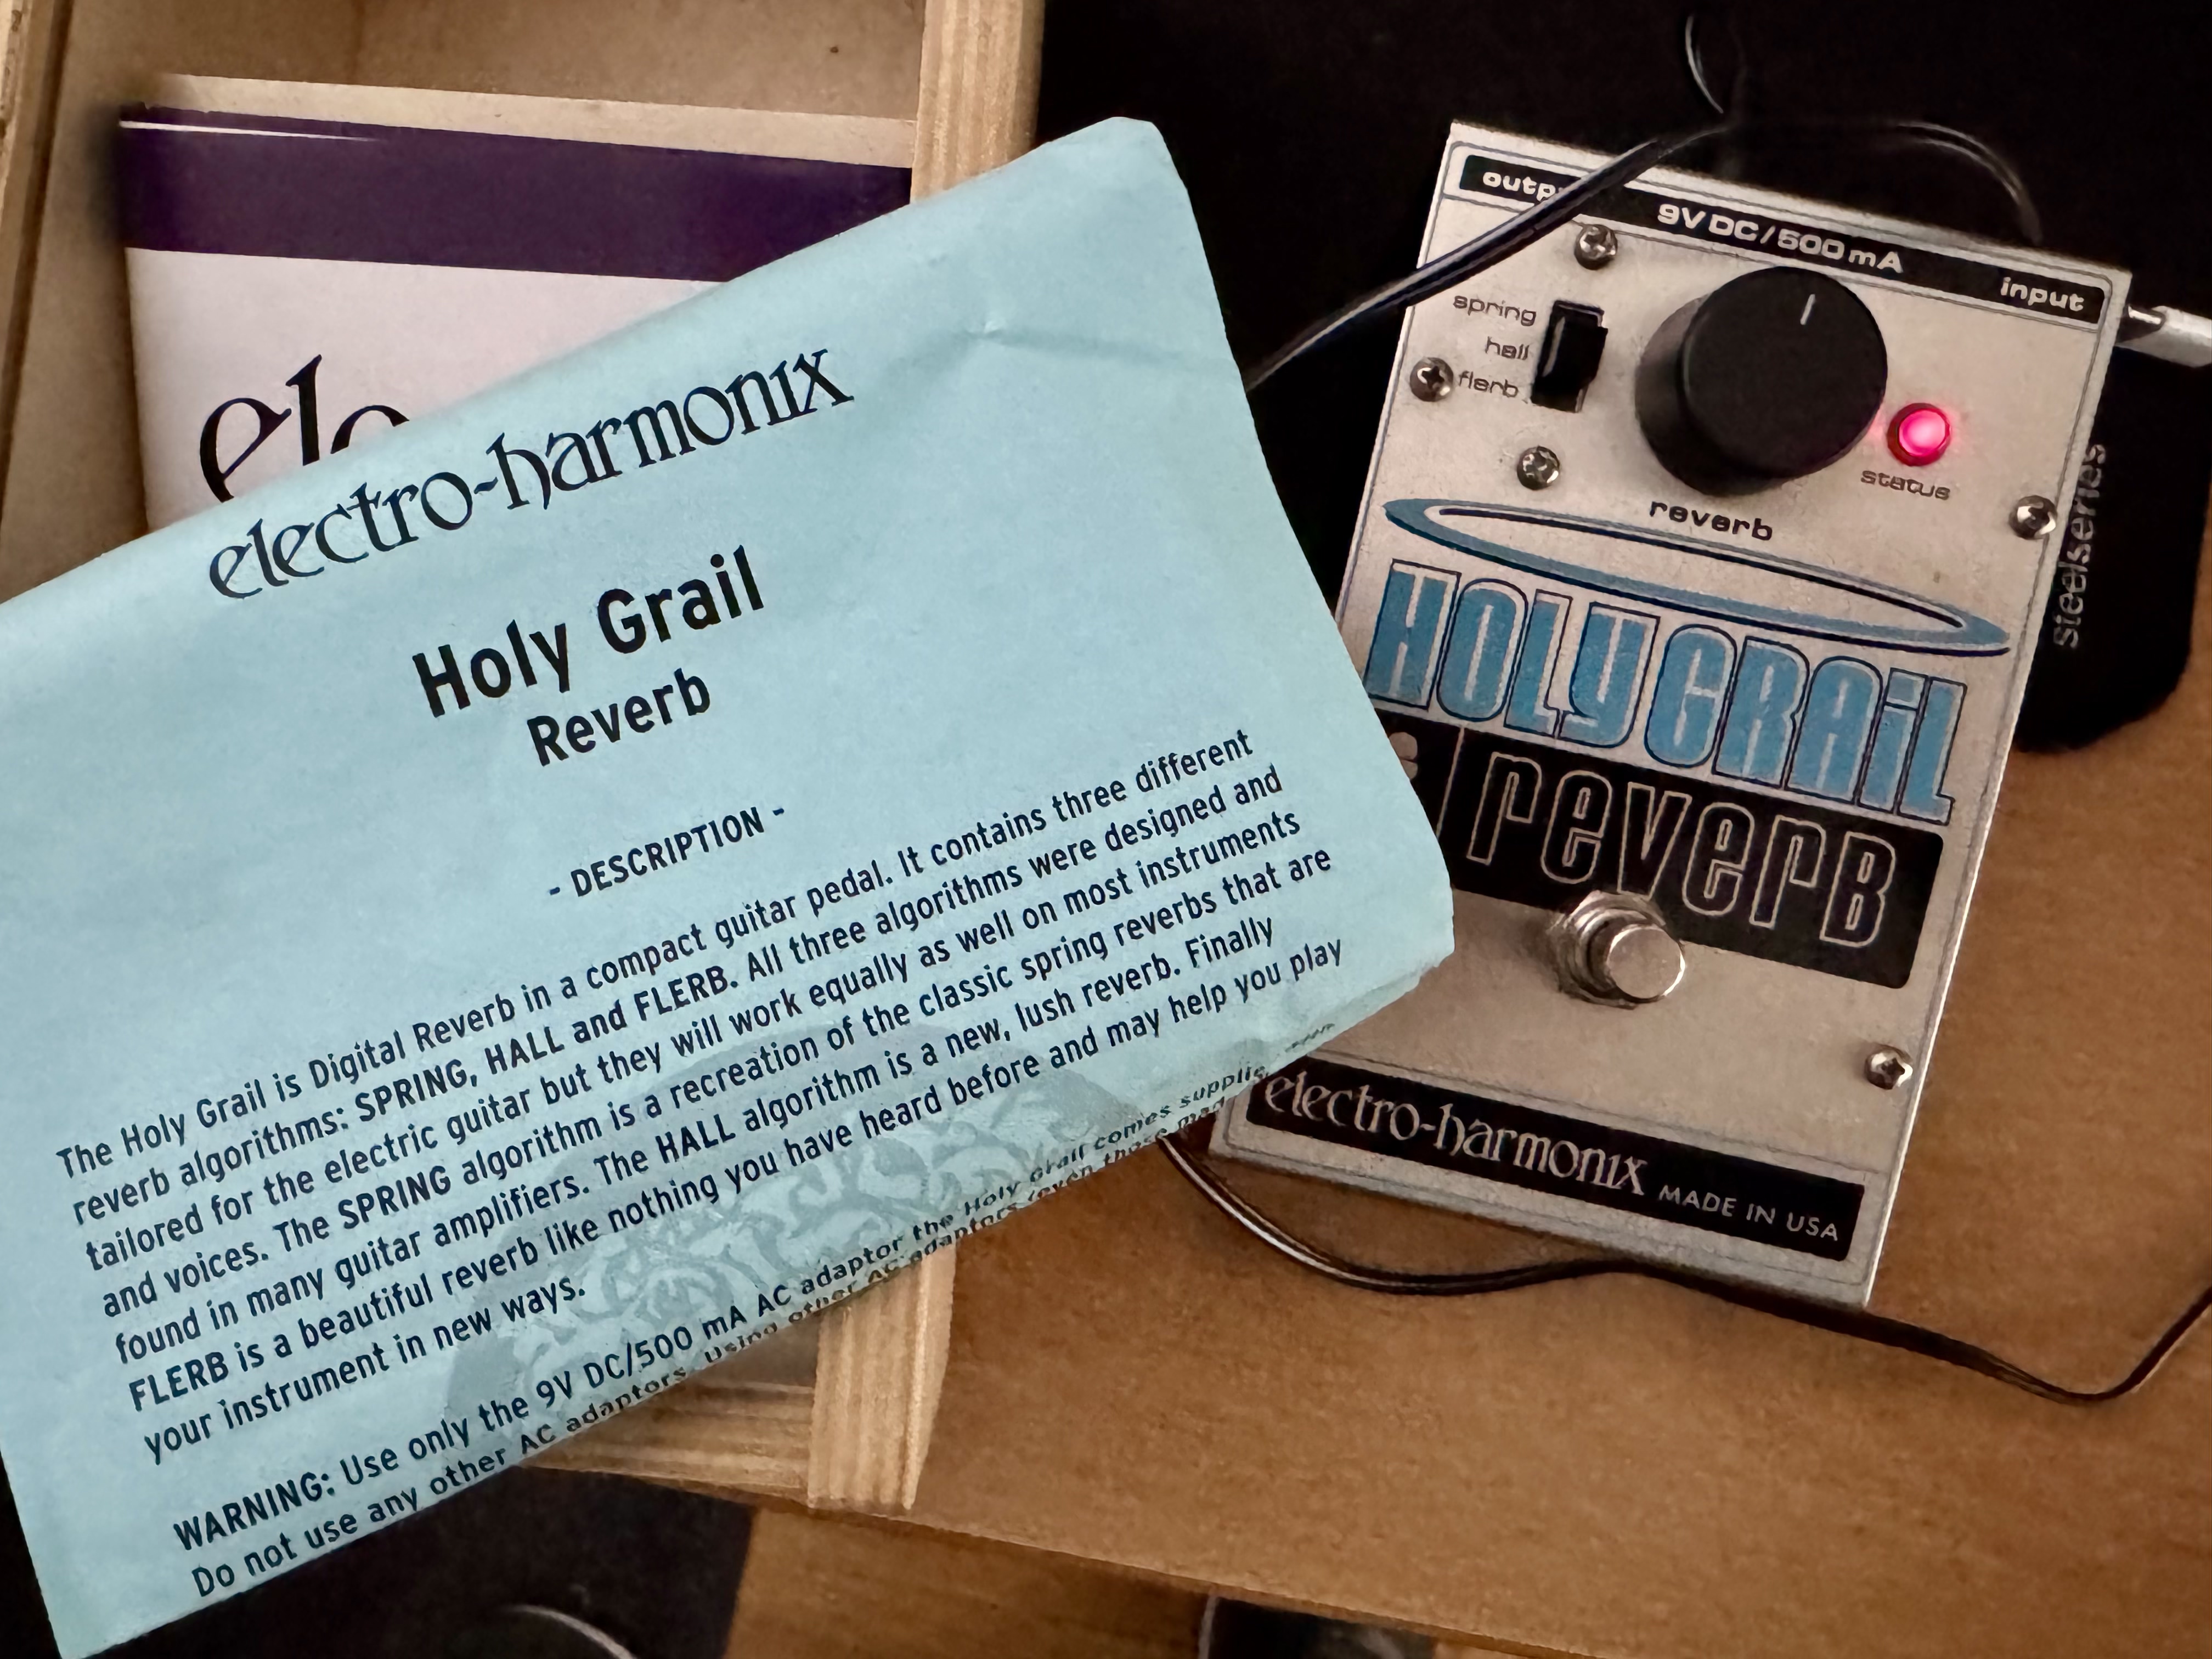 electro-harmonix
Holy Grail
Reverb
- DESCRIPTION -
The Holy Grail is Digital Reverb in a compact guitar pedal. It contains three different
reverb algorithms: SPRING, HALL and FLERB. All three algorithms were designed and
tailored for the electric guitar but they will work equally as well on most instruments
and voices. The SPRING algorithm is a recreation of the classic spring reverbs that are
found in many guitar amplifiers. The HALL algorithm is a new, lush reverb. Finally
FLERB is a beautiful reverb like nothing you have heard before and may help you play
your instrument in new ways.
WARNING: Use only the 9V DC/500 mA AC adaptor the Holy Grail comes
Do not use any other AC adaptors. Using other AC adaptors (even those
9V DC/500mA
input
spring
hall
flerb
status
reverb
HOLY GRAIL
reverb
electro-harmonix MADE IN USA
steelseries